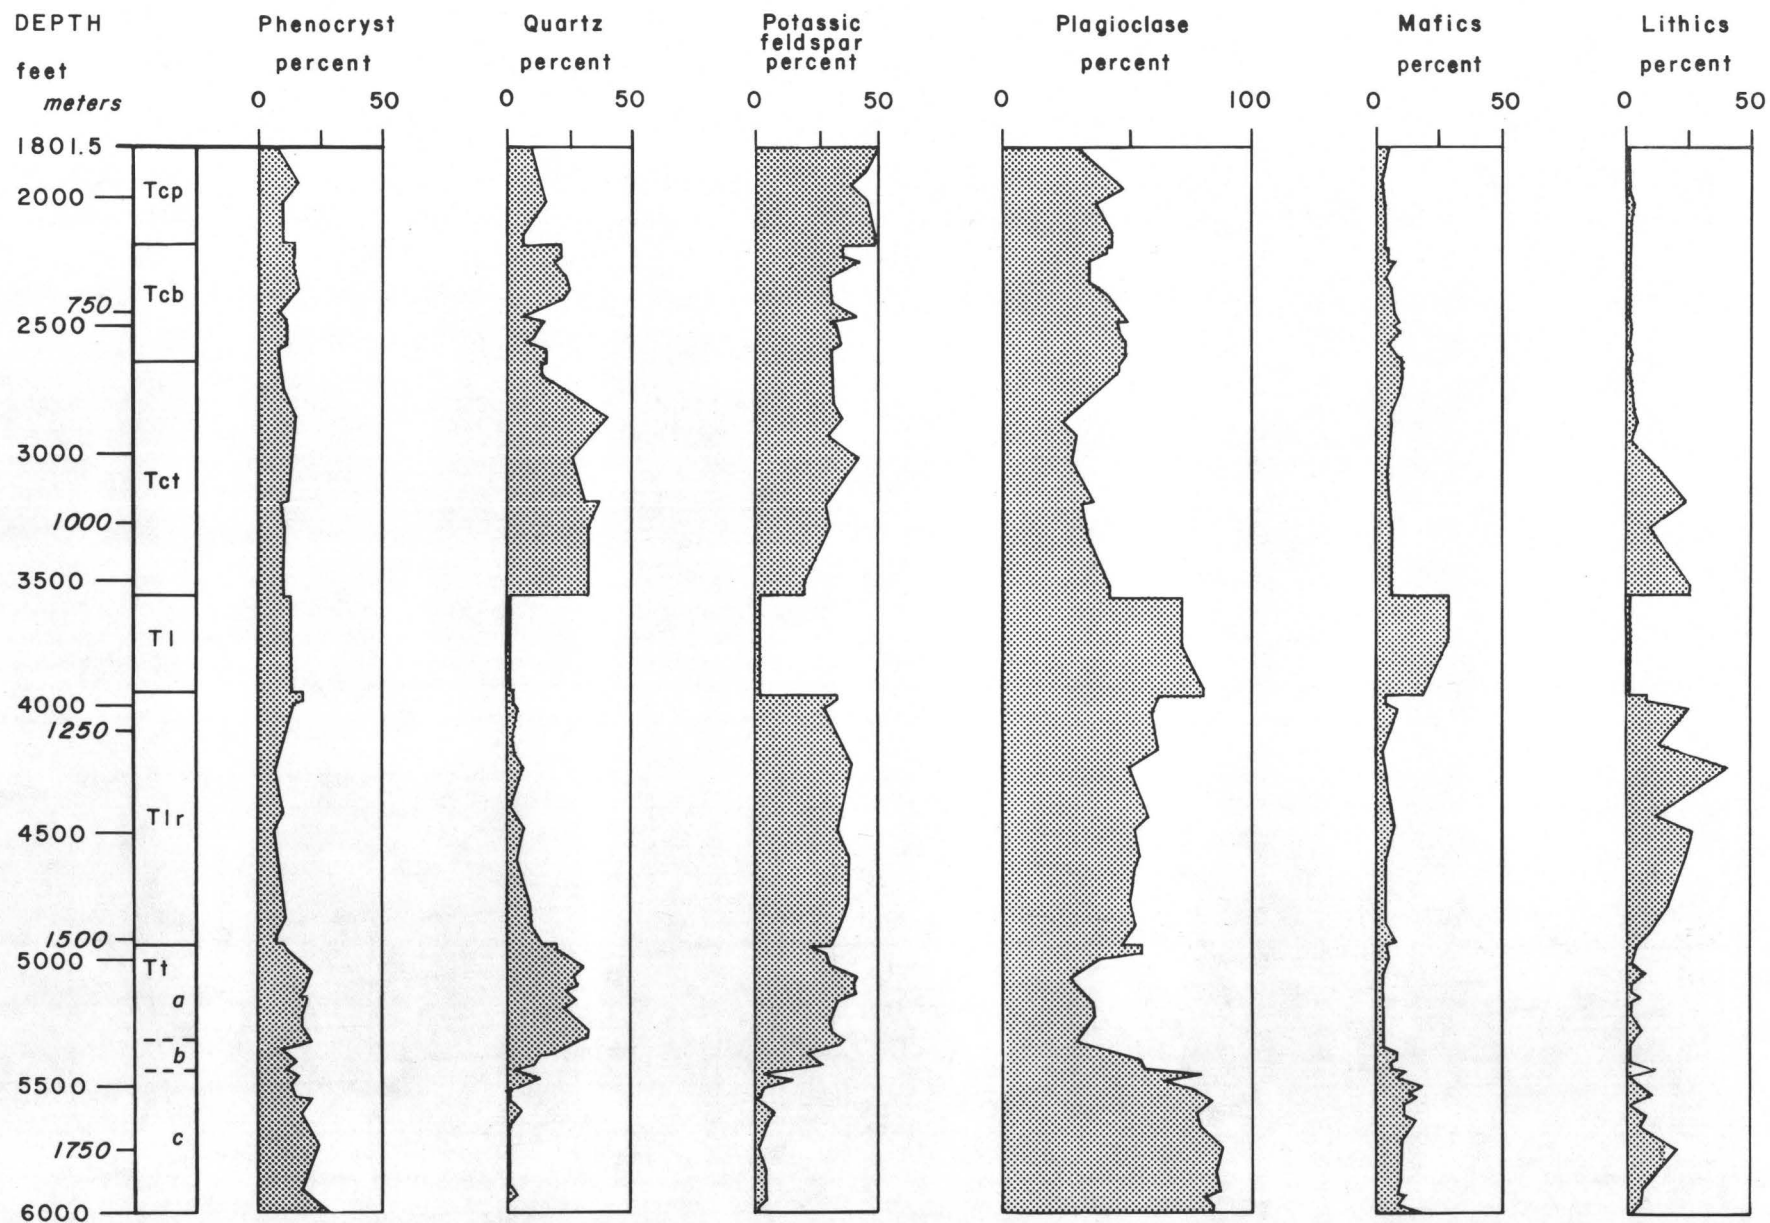 DEPTH Phenocryst Quartz Potassic Plagioclase Mafics Lithics
feldspar
feet percent percent percent percent percent percent
meters 0 50 0 50 0 50 0 100 0 50 0 50
1801.5
Tcp
2000
Tcb
750
2500
3000
Tct
1000
3500
Tl
4000
1250
Tlr
4500
1500
5000
Tt
a
b
5500
c
1750
6000